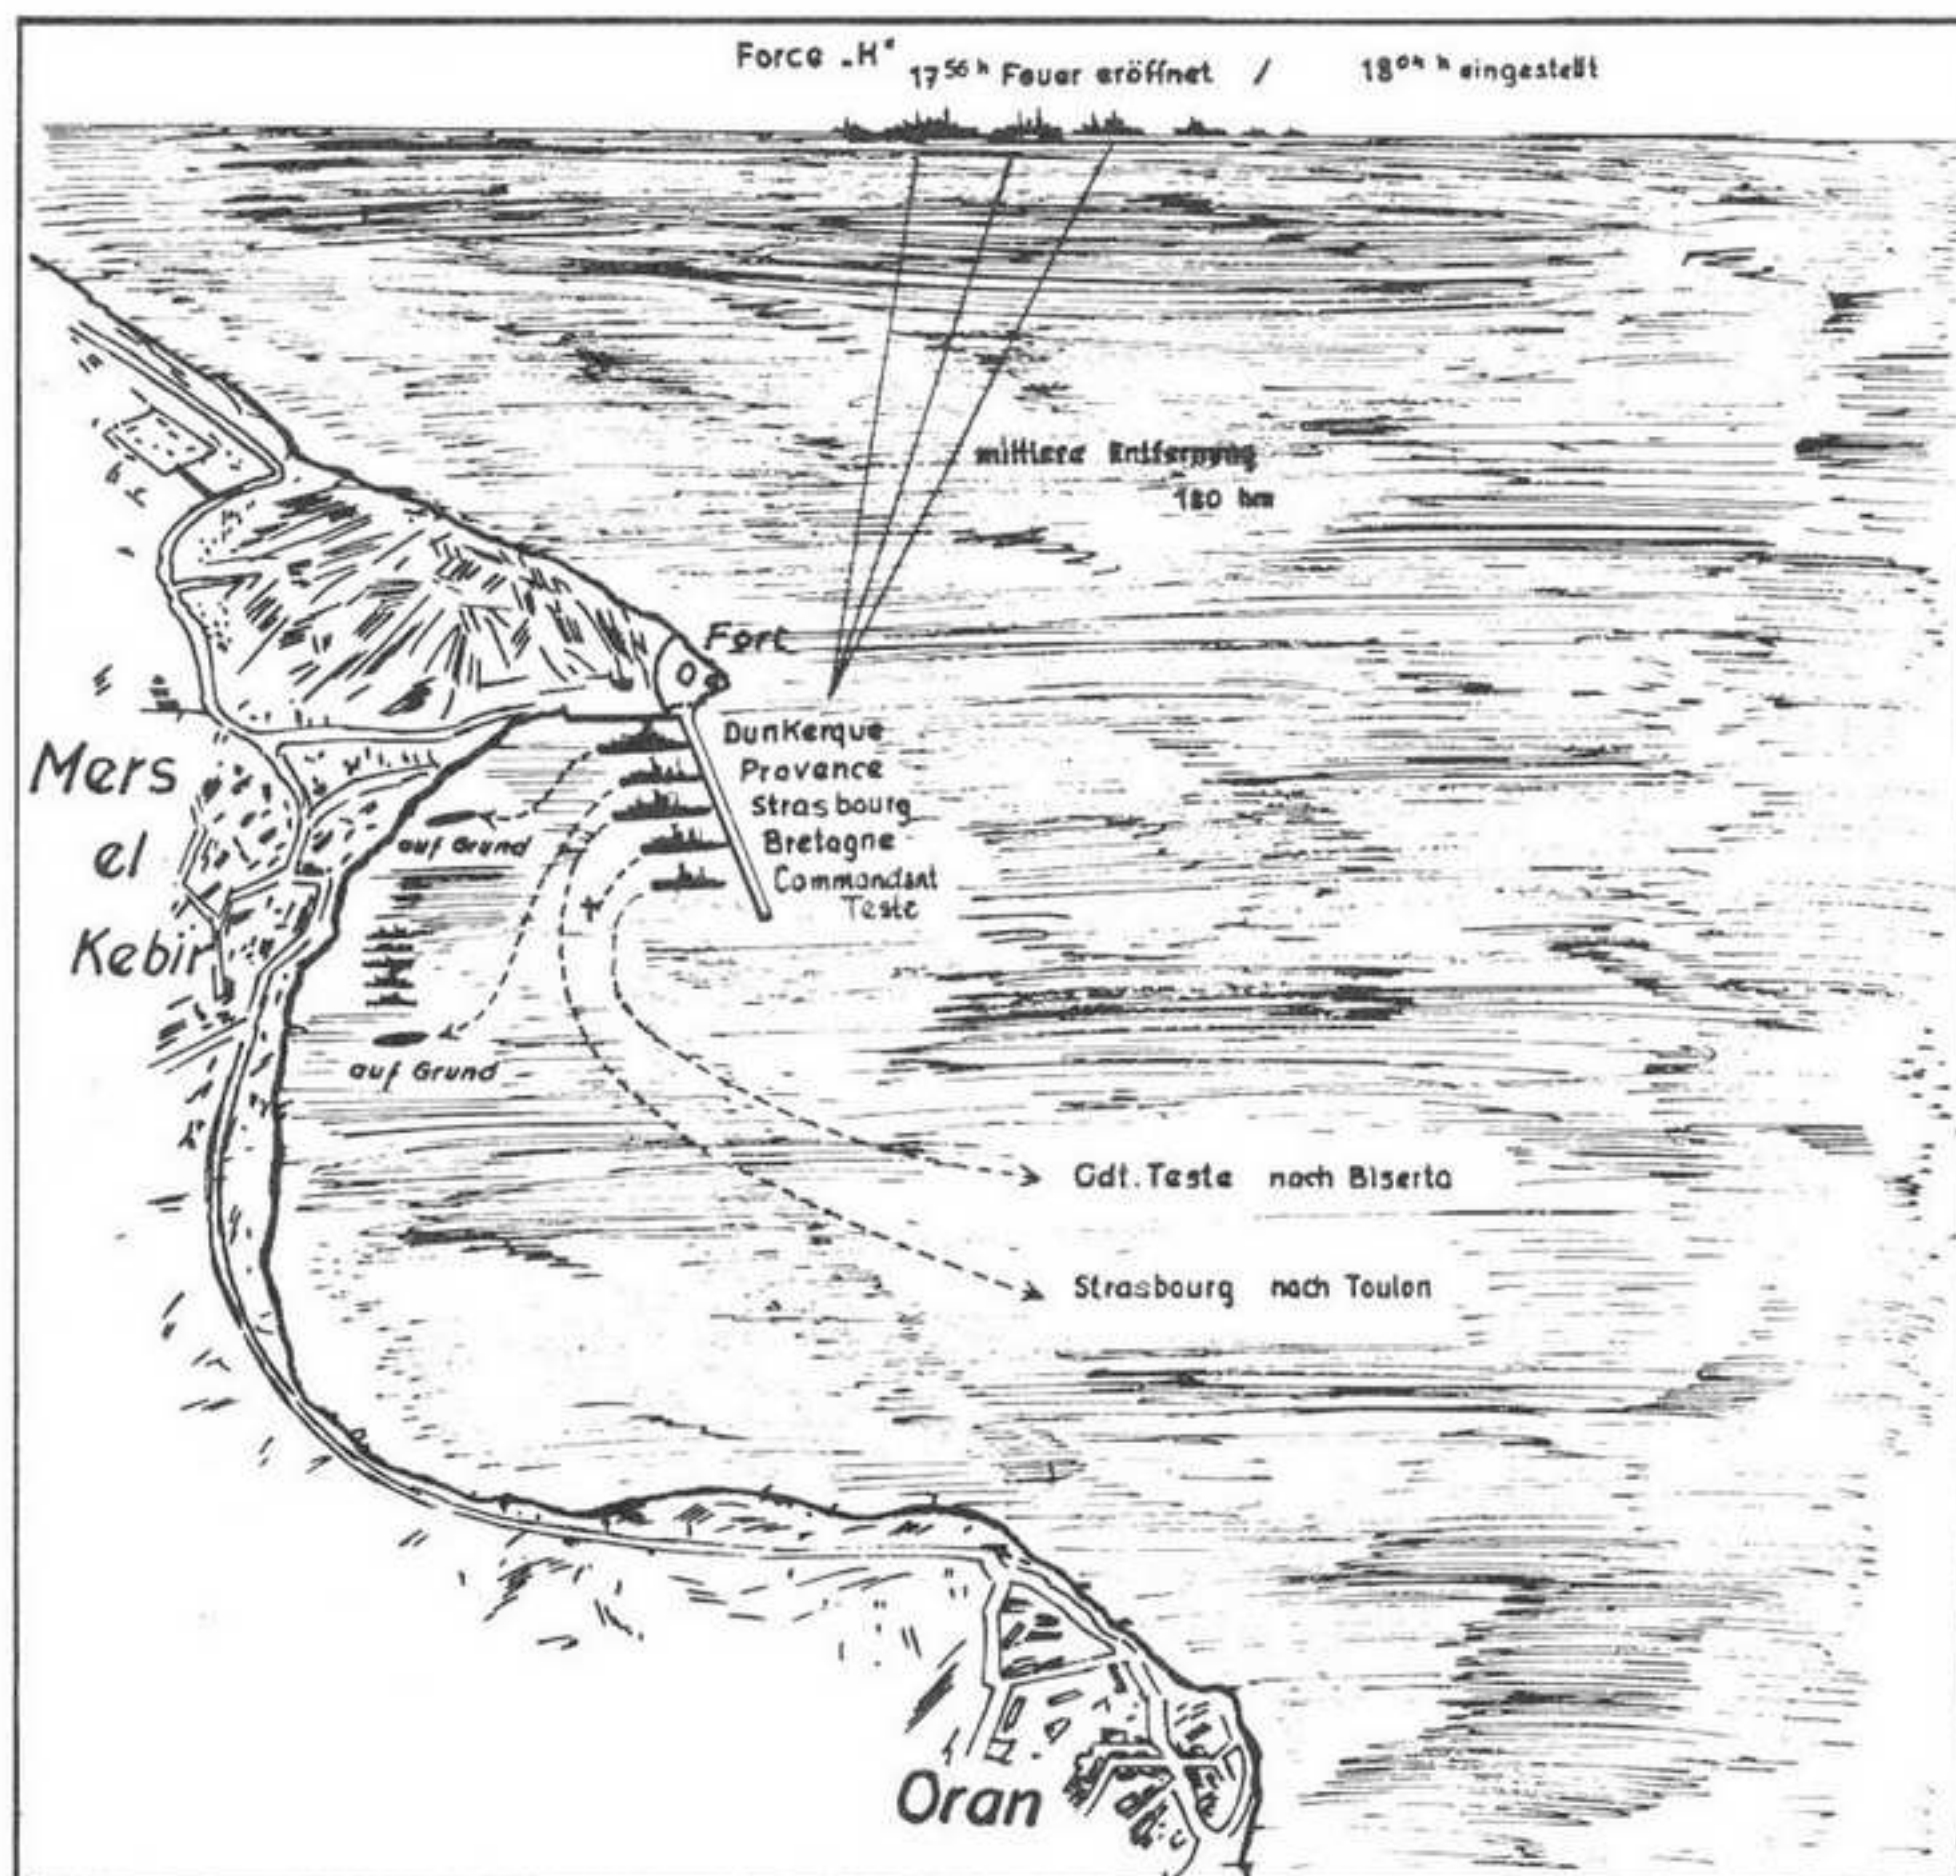 Force „H“
17⁵⁶ h Feuer eröffnet / 18⁰⁴ h eingestellt
mittlere Entfernung
180 hm
Fort
Dunkerque
Provence
Strasbourg
Bretagne
Commandant
Teste
Mers
el
Kebir
auf Grund
auf Grund
Cdt. Teste nach Biserta
Strasbourg nach Toulon
Oran